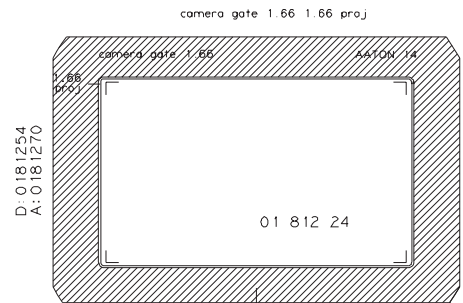 camera gate 1.66 1.66 proj
camera gate 1.66
AATON 14
1.66
proj
D: 0181254
A: 0181270
01 812 24